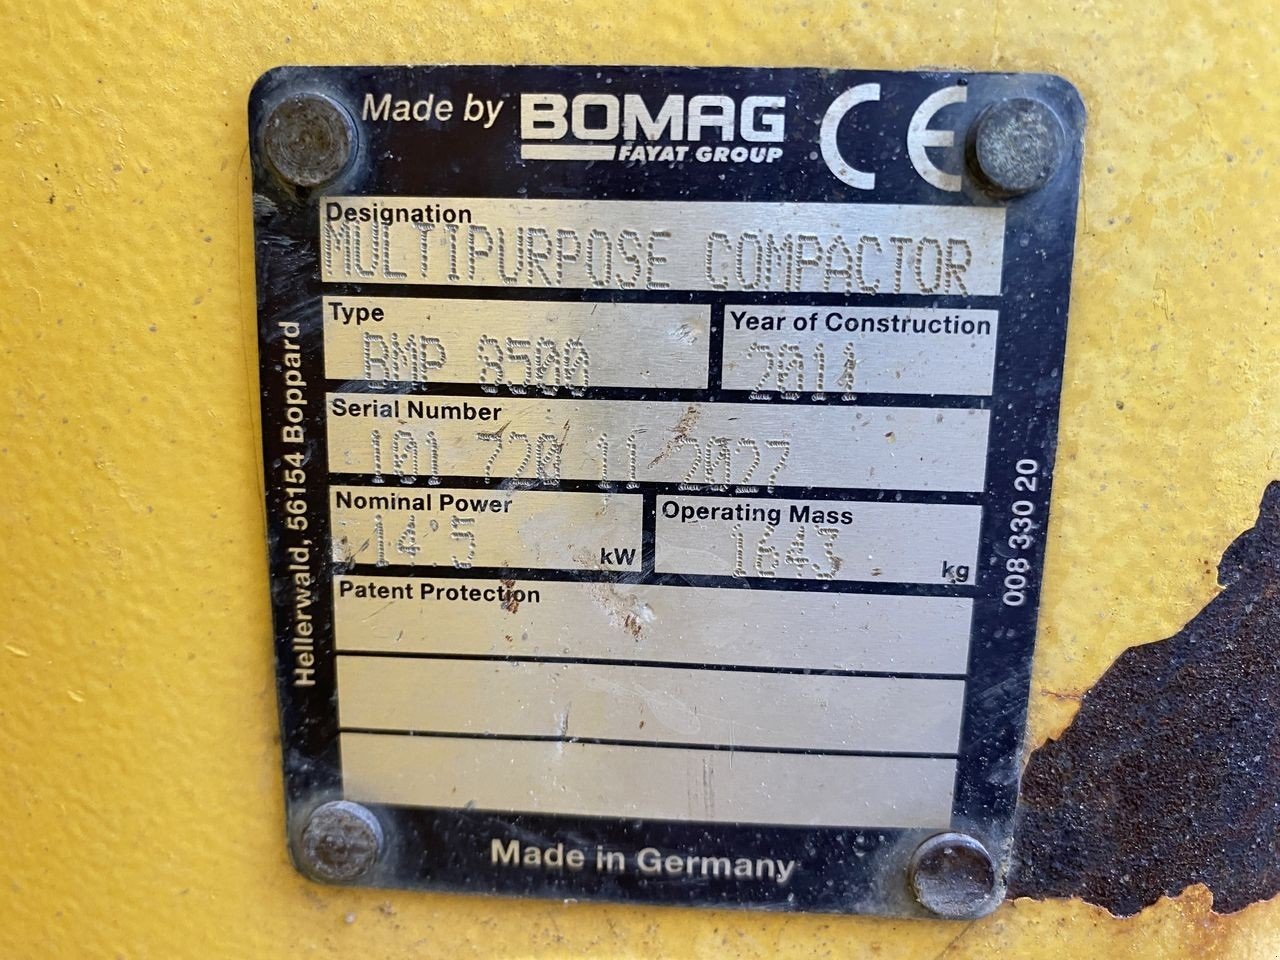 Made by BOMAG CE
FAYAT GROUP
Designation
MULTIPURPOSE COMPACTOR
Type
BMP 8500
Year of Construction
2011
Serial Number
101 720 11 2027
Nominal Power
14.5 kW
Operating Mass
1643 kg
Patent Protection
Made in Germany
Hellerwald, 56154 Boppard
008 330 20